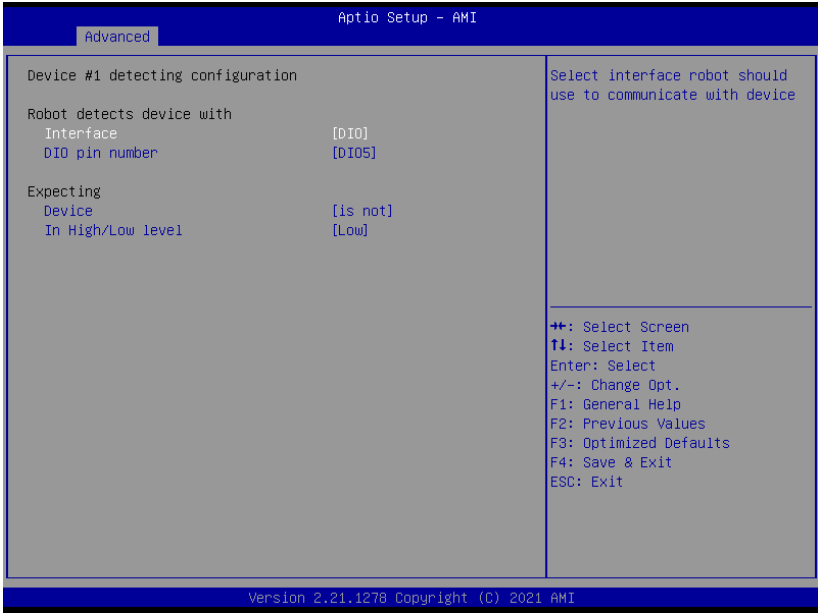 Aptio Setup – AMI
Advanced
Device #1 detecting configuration
Robot detects device with
Interface [DIO]
DIO pin number [DIO5]
Expecting
Device [is not]
In High/Low level [Low]
Select interface robot should
use to communicate with device
→←: Select Screen
↑↓: Select Item
Enter: Select
+/-: Change Opt.
F1: General Help
F2: Previous Values
F3: Optimized Defaults
F4: Save & Exit
ESC: Exit
Version 2.21.1278 Copyright (C) 2021 AMI